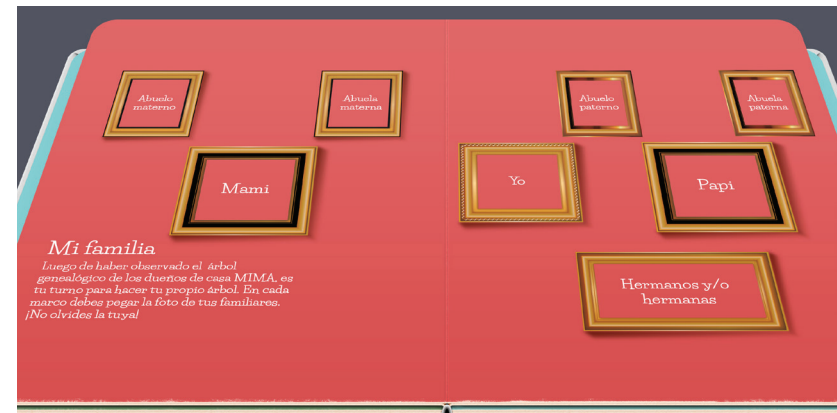 Abuelo
materno
Abuela
materna
Abuelo
paterno
Abuela
paterna
Mami
Yo
Papi
Mi familia
Luego de haber observado el árbol
genealógico de los dueños de casa MIMA, es
tu turno para hacer tu propio árbol. En cada
marco debes pegar la foto de tus familiares.
¡No olvides la tuya!
Hermanos y/o
hermanas